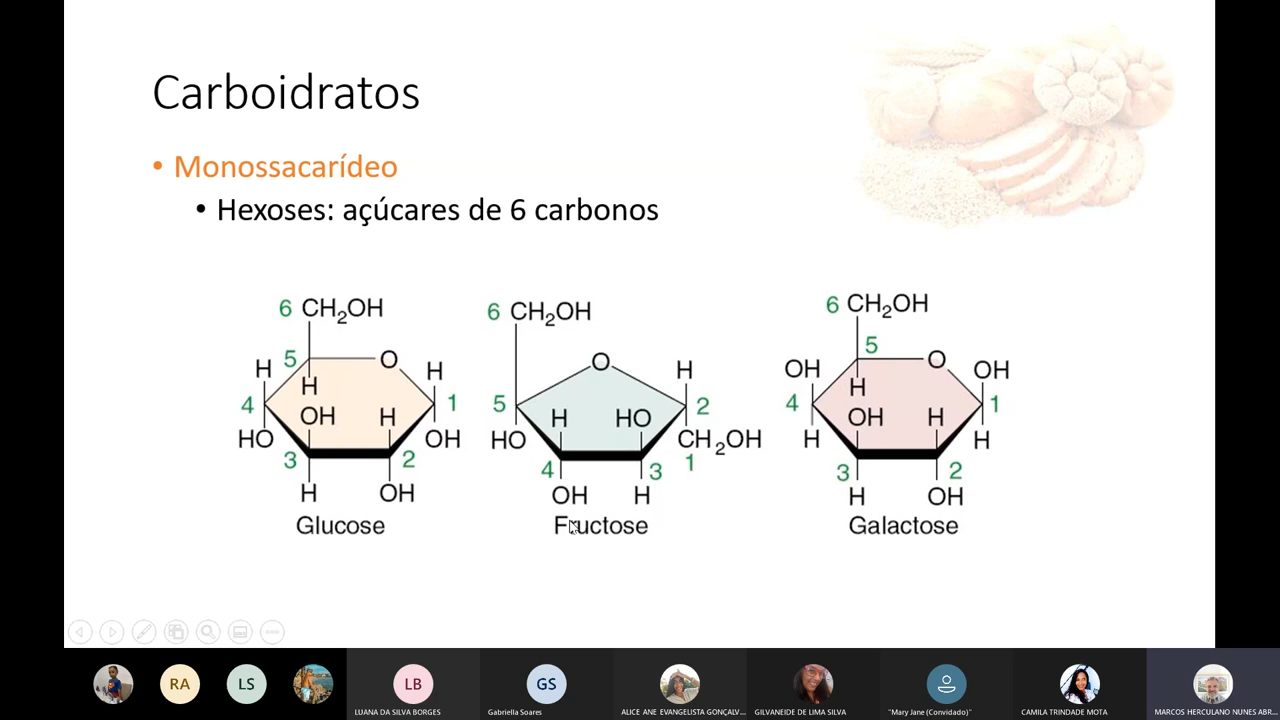 Carboidratos
• Monossacarídeo
• Hexoses: açúcares de 6 carbonos
6 CH2OH
H 5 O H
4 H 1
OH H
HO OH
3 2
H OH
Glucose
6 CH2OH
O H
5 2
H HO
HO CH2OH
4 3 1
OH H
Fructose
6 CH2OH
5
OH O OH
4 H 1
OH H
H H
3 2
H OH
Galactose
RA
LS
LB
LUANA DA SILVA BORGES
GS
Gabriella Soares
ALICE ANE EVANGELISTA GONÇALV...
GILVANEIDE DE LIMA SILVA
"Mary Jane (Convidado)"
CAMILA TRINDADE MOTA
MARCOS HERCULANO NUNES ABR...